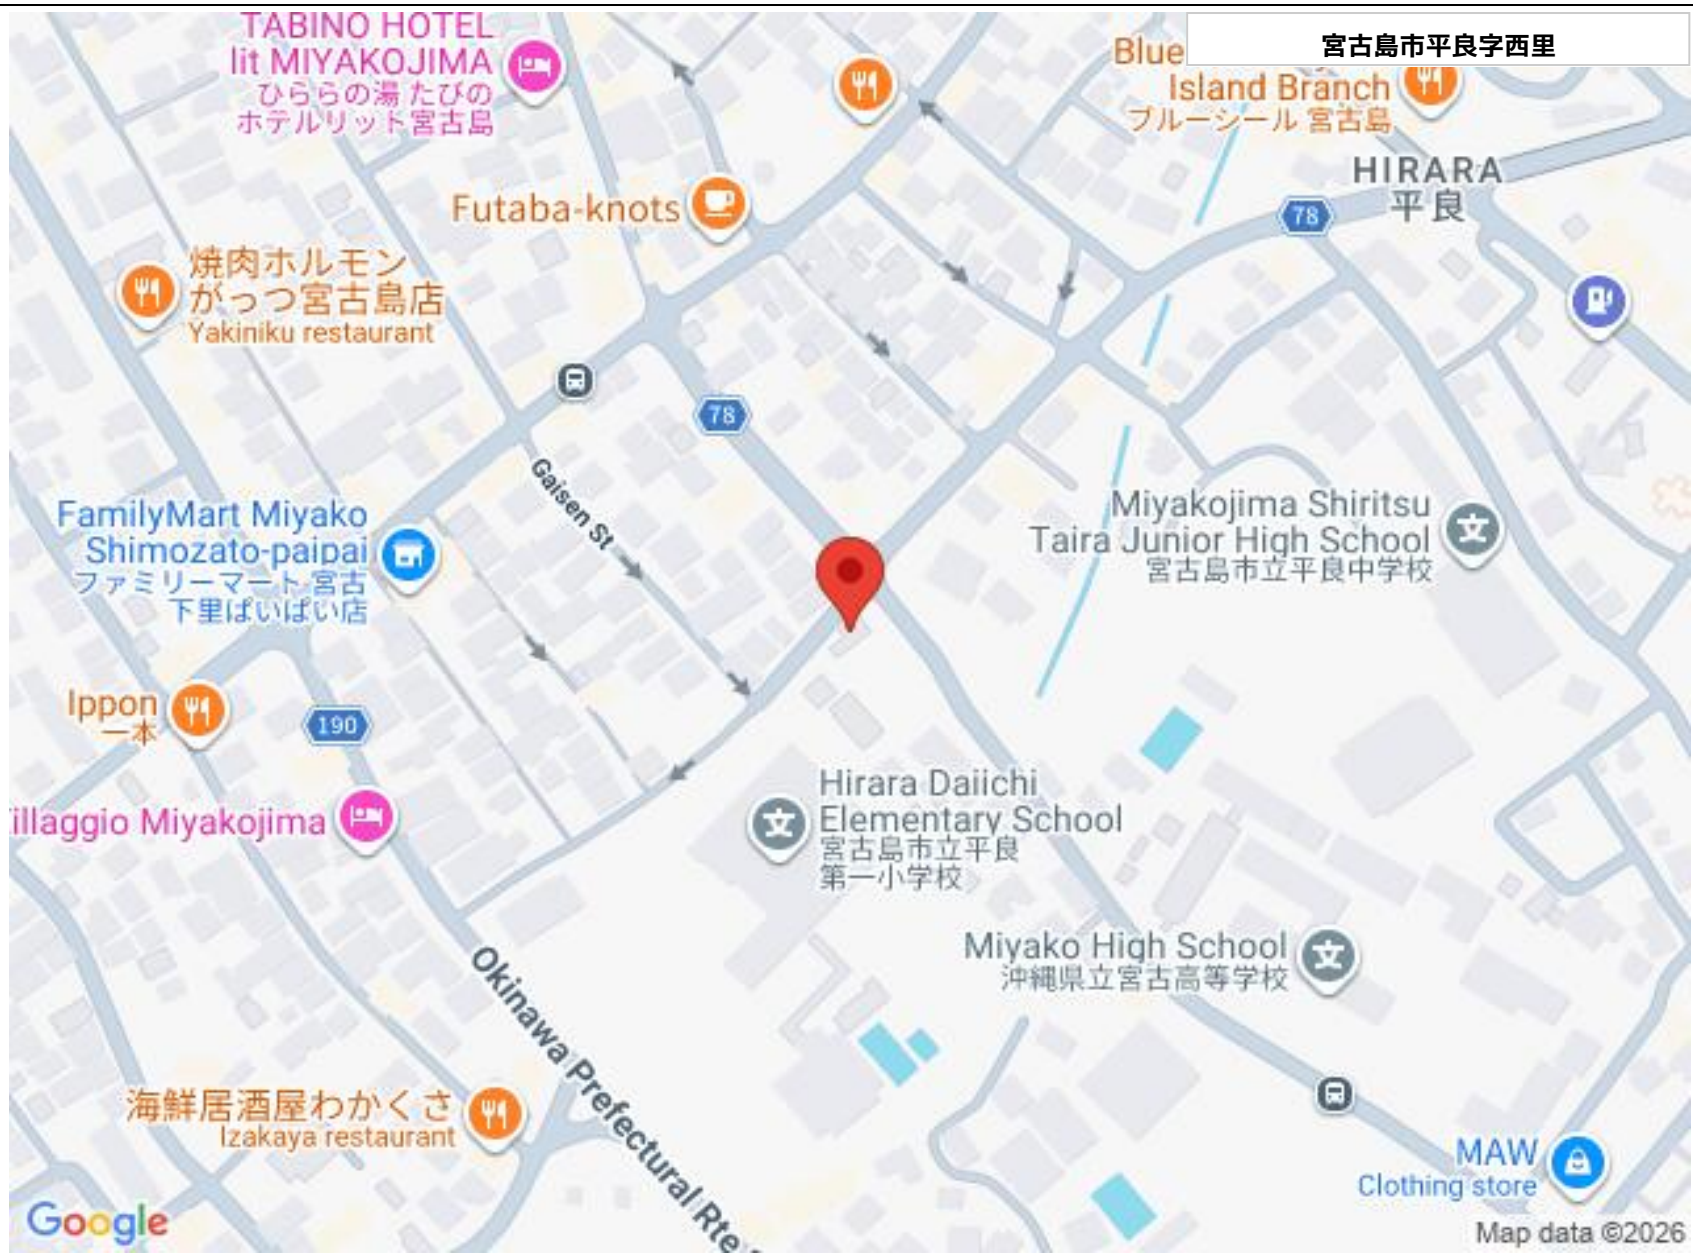 宮古島市平良字西里
TABINO HOTEL
lit MIYAKOJIMA
ひららの湯 たびの
ホテルリット宮古島
Blue
Island Branch
ブルーシール 宮古島
HIRARA
平良
78
Futaba-knots
焼肉ホルモン
がっつ宮古島店
Yakiniku restaurant
78
Gaisen St
FamilyMart Miyako
Shimozato-paipai
ファミリーマート 宮古
下里ぱいぱい店
Miyakojima Shiritsu
Taira Junior High School
宮古島市立平良中学校
Ippon
一本
190
illaggio Miyakojima
Hirara Daiichi
Elementary School
宮古島市立平良
第一小学校
Miyako High School
沖縄県立宮古高等学校
Okinawa Prefectural Rte
海鮮居酒屋わかくさ
Izakaya restaurant
MAW
Clothing store
Google
Map data ©2026